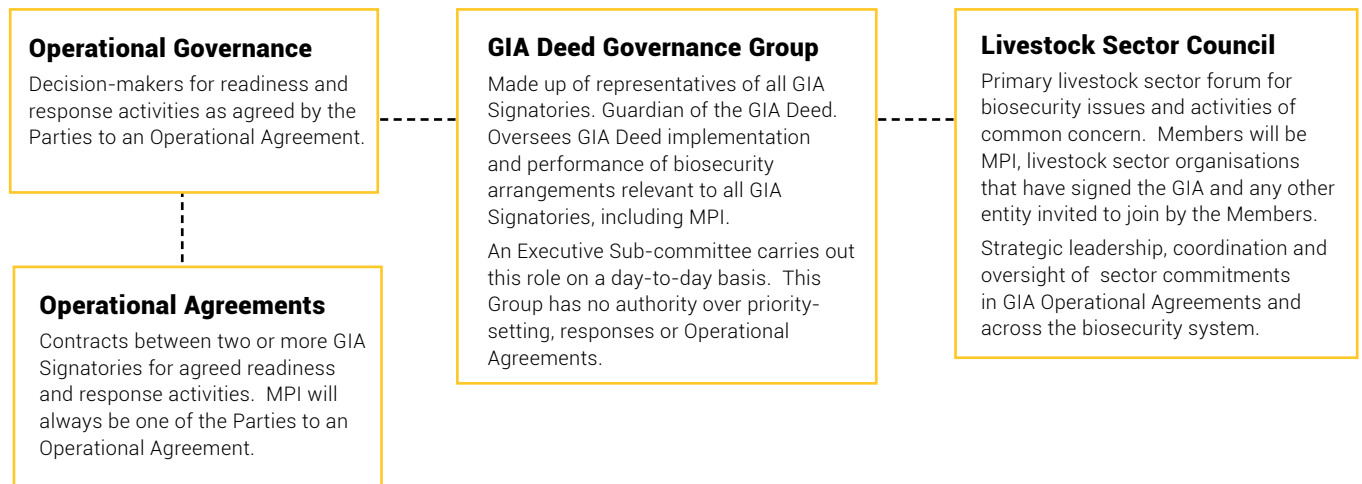 Operational Governance
Decision-makers for readiness and
response activities as agreed by the
Parties to an Operational Agreement.
Operational Agreements
Contracts between two or more GIA
Signatories for agreed readiness
and response activities.  MPI will
always be one of the Parties to an
Operational Agreement.
GIA Deed Governance Group
Made up of representatives of all GIA
Signatories. Guardian of the GIA Deed.
Oversees GIA Deed implementation
and performance of biosecurity
arrangements relevant to all GIA
Signatories, including MPI.
An Executive Sub-committee carries out
this role on a day-to-day basis.  This
Group has no authority over priority-
setting, responses or Operational
Agreements.
Livestock Sector Council
Primary livestock sector forum for
biosecurity issues and activities of
common concern.  Members will be
MPI, livestock sector organisations
that have signed the GIA and any other
entity invited to join by the Members.
Strategic leadership, coordination and
oversight of  sector commitments
in GIA Operational Agreements and
across the biosecurity system.